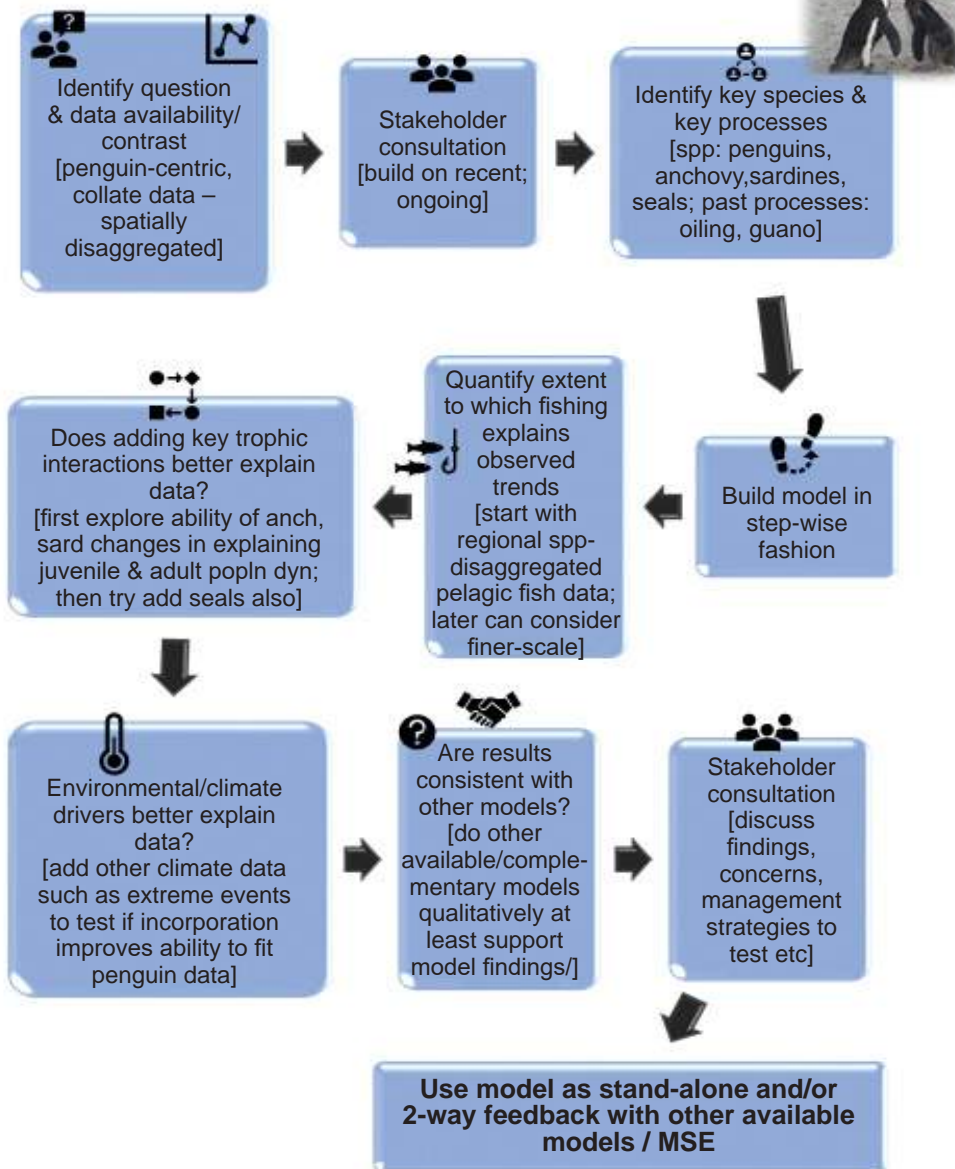 Identify question
& data availability/
contrast
[penguin-centric,
collate data –
spatially
disaggregated]
Stakeholder
consultation
[build on recent;
ongoing]
Identify key species &
key processes
[spp: penguins,
anchovy,sardines,
seals; past processes:
oiling, guano]
Build model in
step-wise
fashion
Quantify extent
to which fishing
explains
observed
trends
[start with
regional spp-
disaggregated
pelagic fish data;
later can consider
finer-scale]
Does adding key trophic
interactions better explain
data?
[first explore ability of anch,
sard changes in explaining
juvenile & adult popln dyn;
then try add seals also]
Environmental/climate
drivers better explain
data?
[add other climate data
such as extreme events
to test if incorporation
improves ability to fit
penguin data]
?
Are results
consistent with
other models?
[do other
available/comple-
mentary models
qualitatively at
least support
model findings/]
Stakeholder
consultation
[discuss
findings,
concerns,
management
strategies to
test etc]
Use model as stand-alone and/or
2-way feedback with other available
models / MSE